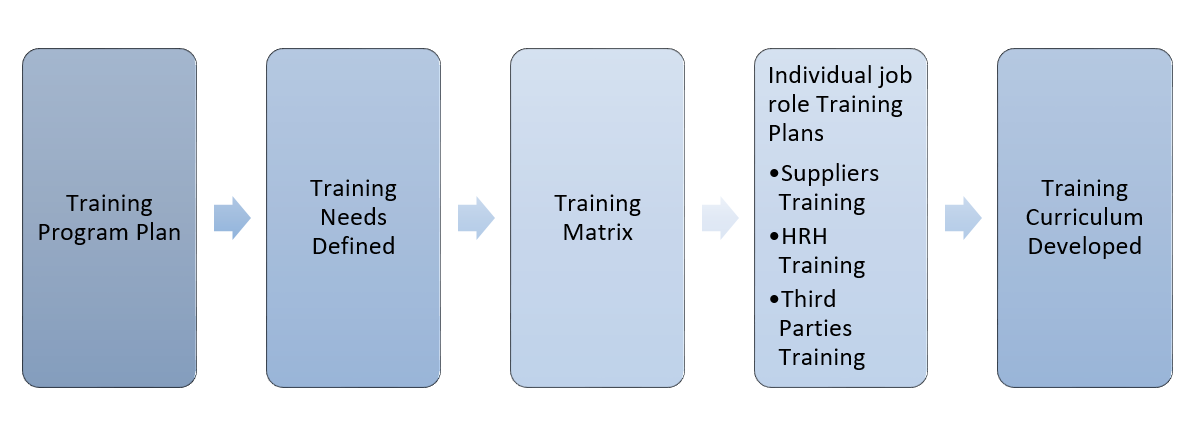 Training
Program Plan
Training
Needs
Defined
Training
Matrix
Individual job
role Training
Plans
•Suppliers
Training
•HRH
Training
•Third
Parties
Training
Training
Curriculum
Developed